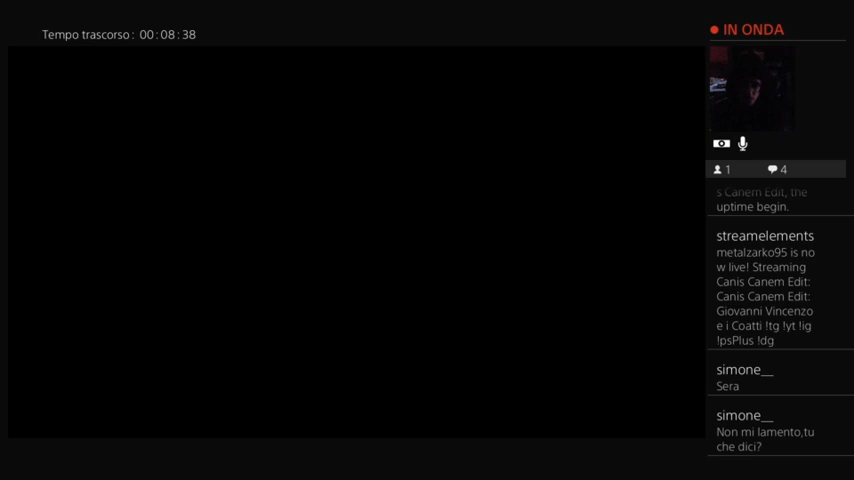 Tempo trascorso: 00:08:38
IN ONDA
1 4
s Canem Edit, the
uptime begin.
streamelements
metalzarko95 is no
w live! Streaming
Canis Canem Edit:
Canis Canem Edit:
Giovanni Vincenzo
e i Coatti !tg !yt !ig
!psPlus !dg
simone__
Sera
simone__
Non mi lamento,tu
che dici?